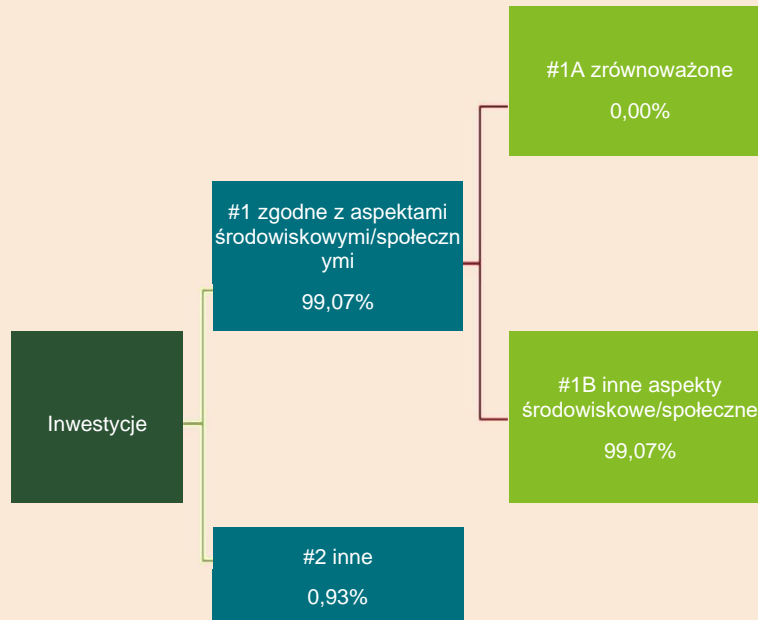 #1A zrównoważone
0,00%
#1 zgodne z aspektami
środowiskowymi/społeczn
ymi
99,07%
Inwestycje
#1B inne aspekty
środowiskowe/społeczne
99,07%
#2 inne
0,93%